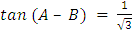 tan (A − B) = 1/√3